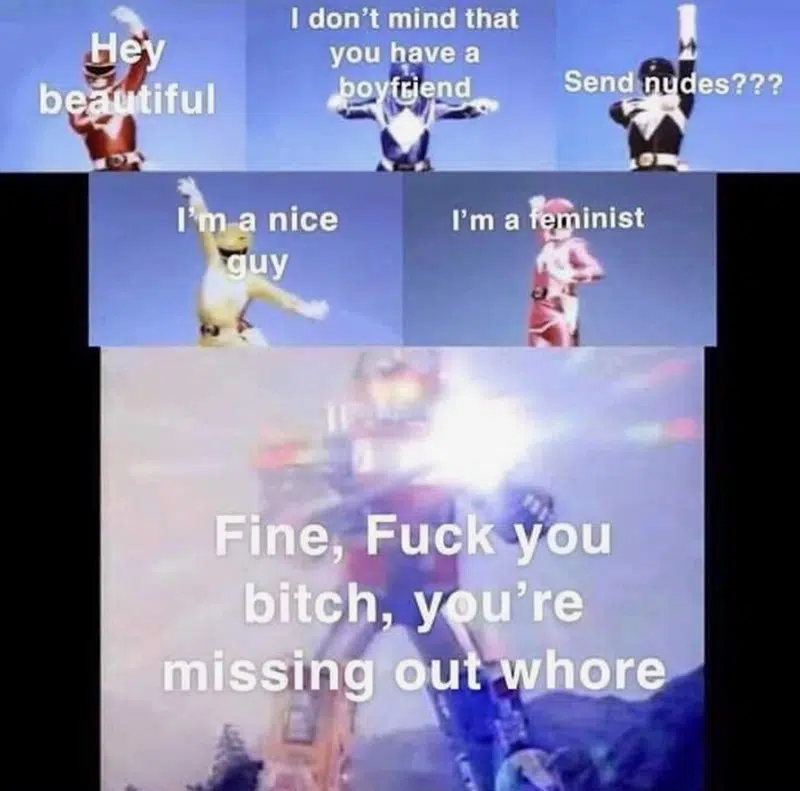 Hey
beautiful
I don't mind that
you have a
boyfriend
Send nudes???
I'm a nice
guy
I'm a feminist
Fine, Fuck you
bitch, you're
missing out whore